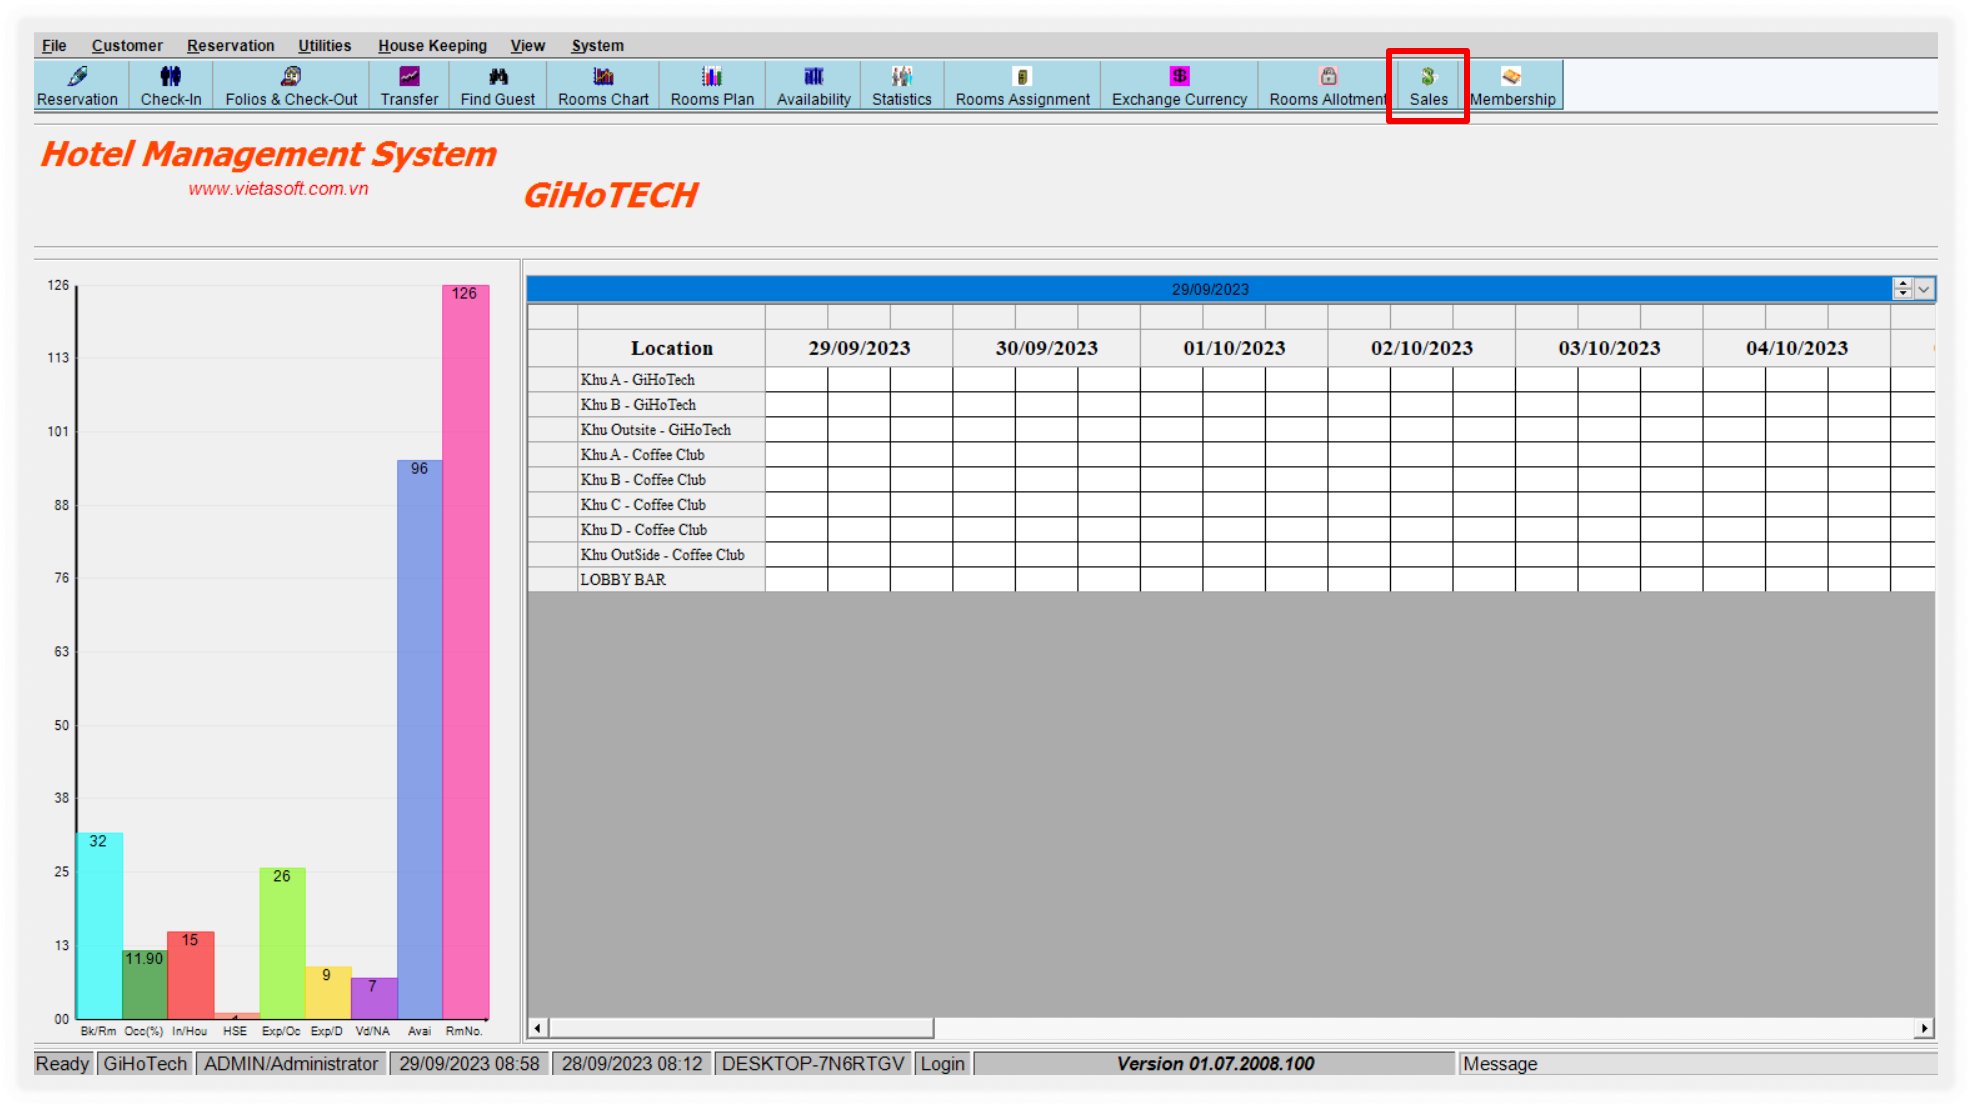 File Customer Reservation Utilities House Keeping View System
Reservation Check-In Folios & Check-Out Transfer Find Guest Rooms Chart Rooms Plan Availability Statistics Rooms Assignment Exchange Currency Rooms Allotment Sales Membership
Hotel Management System
www.vietasoft.com.vn
GiHoTECH
126
113
101
88
76
63
50
38
25
13
00
32
11.90
15
26
9
7
96
126
Bk/Rm Occ(%) In/Hou HSE Exp/Oc Exp/D Vd/NA Avai RmNo.
29/09/2023
Location 29/09/2023 30/09/2023 01/10/2023 02/10/2023 03/10/2023 04/10/2023
Khu A - GiHoTech
Khu B - GiHoTech
Khu Outsite - GiHoTech
Khu A - Coffee Club
Khu B - Coffee Club
Khu C - Coffee Club
Khu D - Coffee Club
Khu OutSide - Coffee Club
LOBBY BAR
Ready GiHoTech ADMIN/Administrator 29/09/2023 08:58 28/09/2023 08:12 DESKTOP-7N6RTGV Login Version 01.07.2008.100 Message